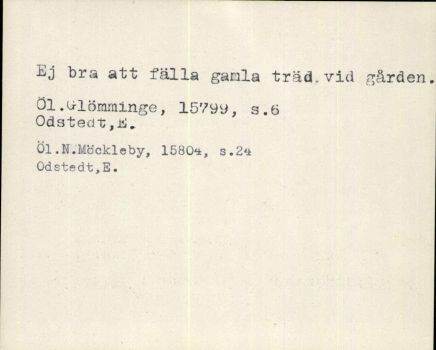 Ej bra att fälla gamla träd vid gården.
Öl.Glömminge, 15799, s.6
Odstedt,E.
Öl.N.Möckleby, 15804, s.24
Odstedt,E.